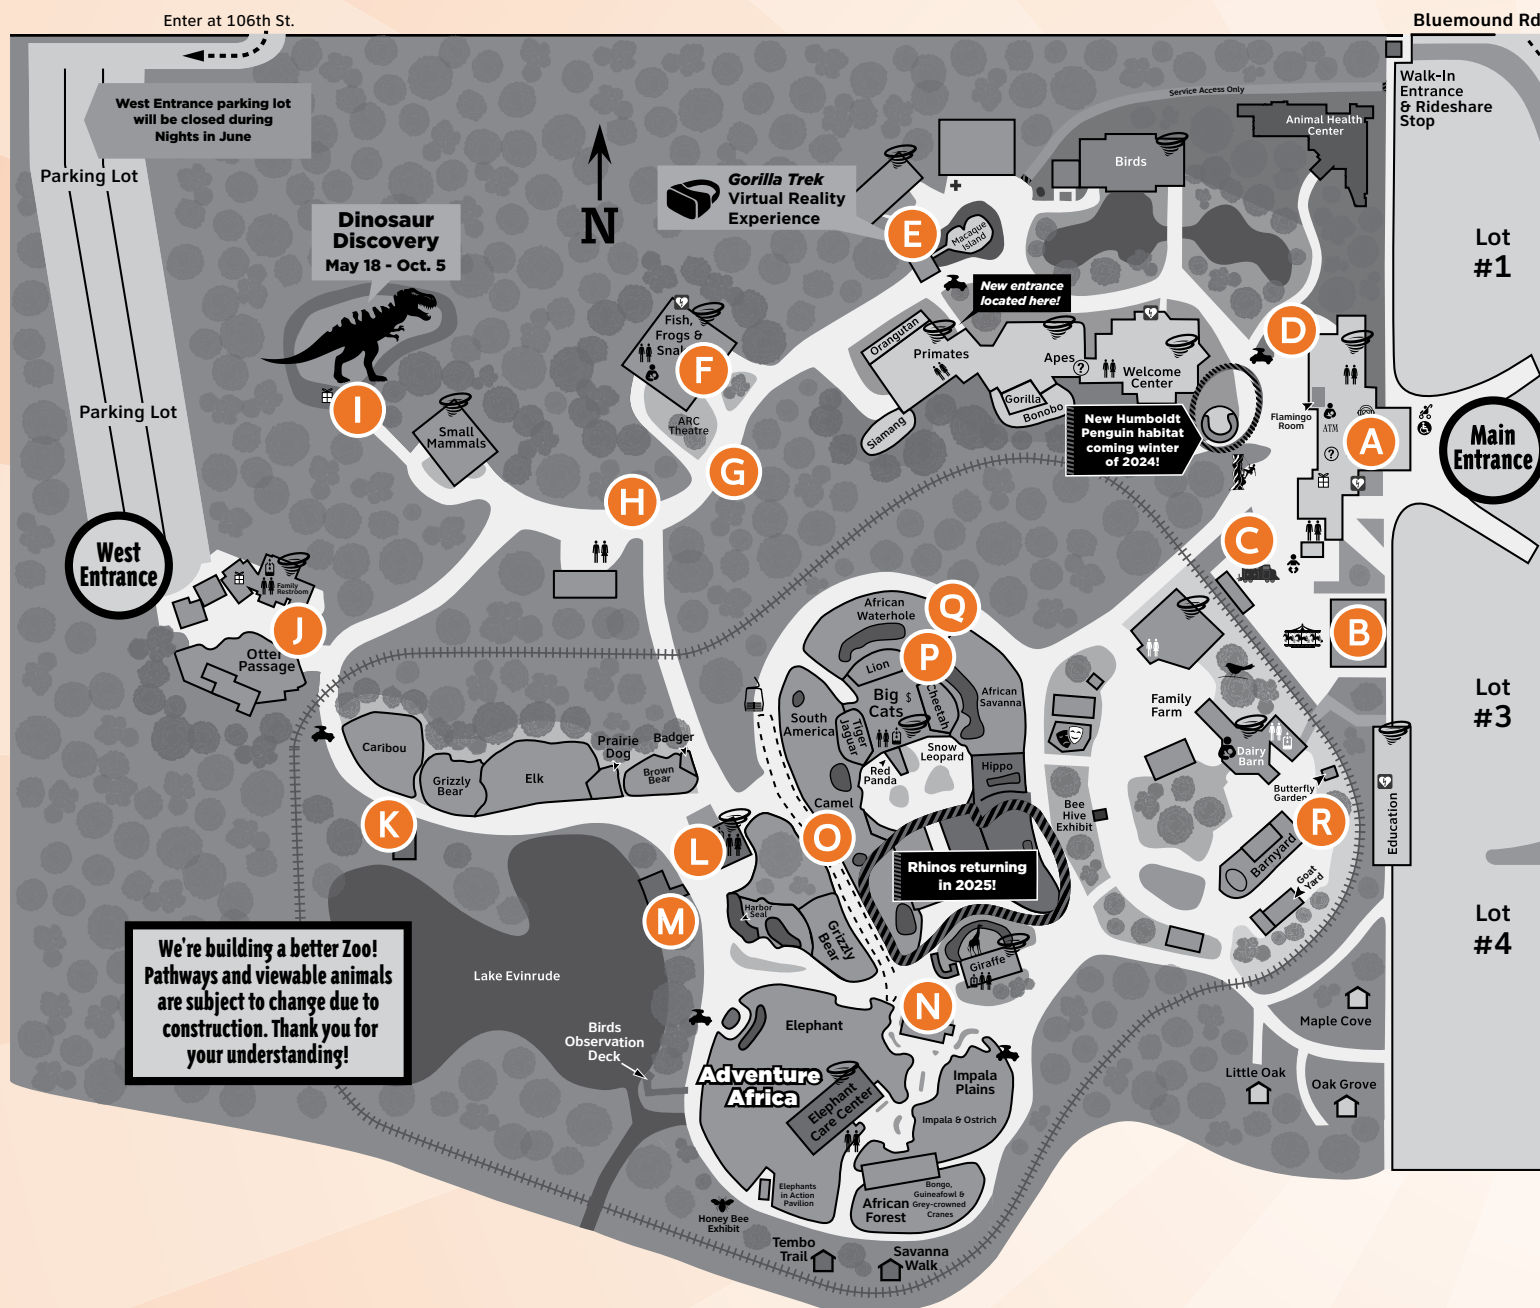 Enter at 106th St.
Bluemound Rd
West Entrance parking lot
will be closed during
Nights in June
Parking Lot
Parking Lot
West
Entrance
N
Dinosaur
Discovery
May 18 - Oct. 5
Gorilla Trek
Virtual Reality
Experience
Service Access Only
Animal Health
Center
Walk-In
Entrance
& Rideshare
Stop
Birds
E
Macaque
Island
New entrance
located here!
Lot
#1
D
Fish,
Frogs &
F
ARC
Theatre
Orangutan
Primates
Apes
?
Welcome
Center
Gorilla
Bonobo
Siamang
New Humboldt
Penguin habitat
coming winter
of 2024!
Flamingo
Room
ATM
?
A
Main
Entrance
I
Small
Mammals
G
H
C
B
Family
Restroom
J
Otter
Passage
African
Waterhole
Q
Lion
P
Big
Cats
$
Cheetah
African
Savanna
South
America
Tiger
Jaguar
Snow
Leopard
Red
Panda
Hippo
Camel
Family
Farm
Dairy
Barn
Butterfly
Garden
Lot
#3
Education
Caribou
Grizzly
Bear
Elk
Prairie
Dog
Badger
Brown
Bear
K
L
O
Bee
Hive
Exhibit
R
Barnyard
Goat
Yard
Rhinos returning
in 2025!
M
Harbor
Seal
Grizzly
Bear
Giraffe
N
Lot
#4
We're building a better Zoo!
Pathways and viewable animals
are subject to change due to
construction. Thank you for
your understanding!
Lake Evinrude
Birds
Observation
Deck
Elephant
Adventure
Africa
Elephant
Care Center
Impala
Plains
Impala & Ostrich
Maple Cove
Little Oak
Oak Grove
Elephants
in Action
Pavilion
African
Forest
Bongo,
Guineafowl &
Grey-crowned
Cranes
Honey Bee
Exhibit
Tembo
Trail
Savanna
Walk